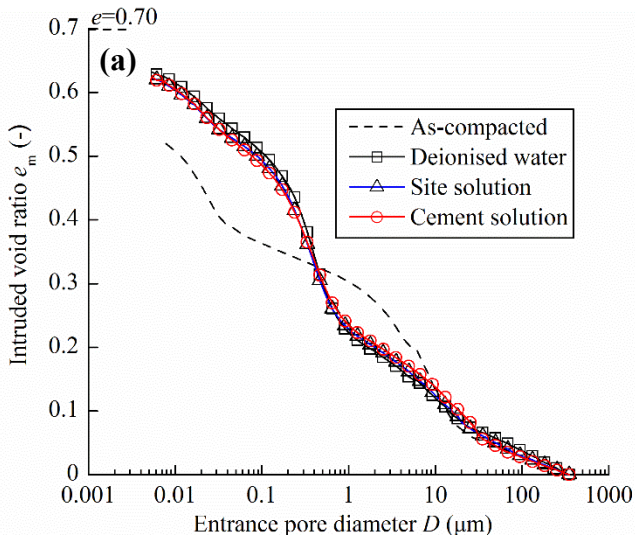 e=0.70
(a)
0.7
0.6
0.5
0.4
0.3
0.2
0.1
0
Intruded void ratio em (-)
As-compacted
Deionised water
Site solution
Cement solution
0.001 0.01 0.1 1 10 100 1000
Entrance pore diameter D (μm)